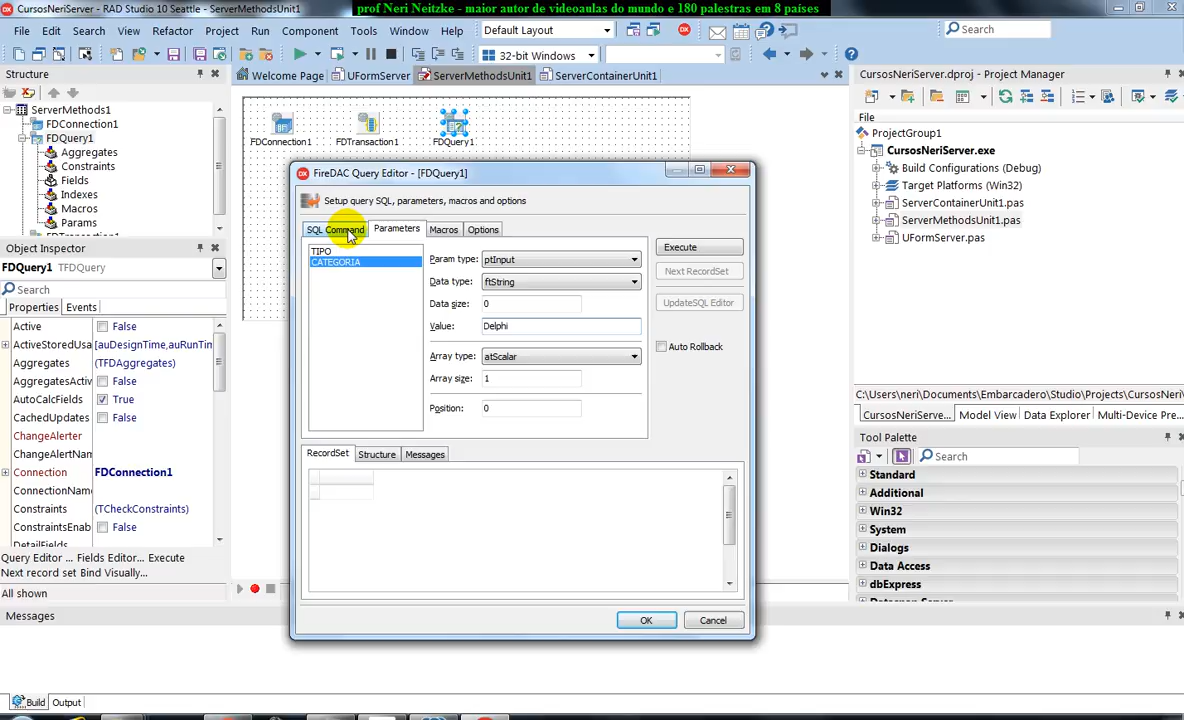 CursosNeriServer - RAD Studio 10 Seattle - ServerMethodsUnit1
prof Neri Neitzke - maior autor de videoaulas do mundo e 180 palestras em 8 países
File Edit Search View Refactor Project Run Component Tools Window Help
Default Layout
Search
32-bit Windows
Structure
ServerMethods1
FDConnection1
FDQuery1
Aggregates
Constraints
Fields
Indexes
Macros
Params
Object Inspector
FDQuery1 TFDQuery
Search
Properties Events
Active False
ActiveStoredUsa [auDesignTime,auRunTim
Aggregates (TFDAggregates)
AggregatesActiv False
AutoCalcFields True
CachedUpdates False
ChangeAlerter
ChangeAlertNam
Connection FDConnection1
ConnectionName
Constraints (TCheckConstraints)
ConstraintsEnab False
DetailFields
Query Editor ... Fields Editor... Execute
Next record set Bind Visually...
All shown
Messages
Build Output
Welcome Page UFormServer ServerMethodsUnit1 ServerContainerUnit1
FDConnection1 FDTransaction1 FDQuery1
FireDAC Query Editor - [FDQuery1]
Setup query SQL, parameters, macros and options
SQL Command Parameters Macros Options
TIPO
CATEGORIA
Param type: ptInput
Data type: ftString
Data size: 0
Value: Delphi
Array type: atScalar
Array size: 1
Position: 0
Execute
Next RecordSet
UpdateSQL Editor
Auto Rollback
RecordSet Structure Messages
OK Cancel
CursosNeriServer.dproj - Project Manager
File
ProjectGroup1
CursosNeriServer.exe
Build Configurations (Debug)
Target Platforms (Win32)
ServerContainerUnit1.pas
ServerMethodsUnit1.pas
UFormServer.pas
C:\Users\neri\Documents\Embarcadero\Studio\Projects\CursosNeri
CursosNeriServe... Model View Data Explorer Multi-Device Pre...
Tool Palette
Search
Standard
Additional
Win32
System
Dialogs
Data Access
dbExpress